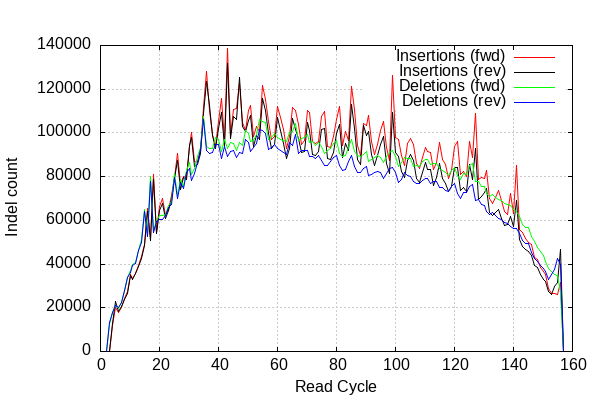 140000
120000
100000
80000
60000
40000
20000
0
Indel count
Insertions (fwd)
Insertions (rev)
Deletions (fwd)
Deletions (rev)
0 20 40 60 80 100 120 140 160
Read Cycle